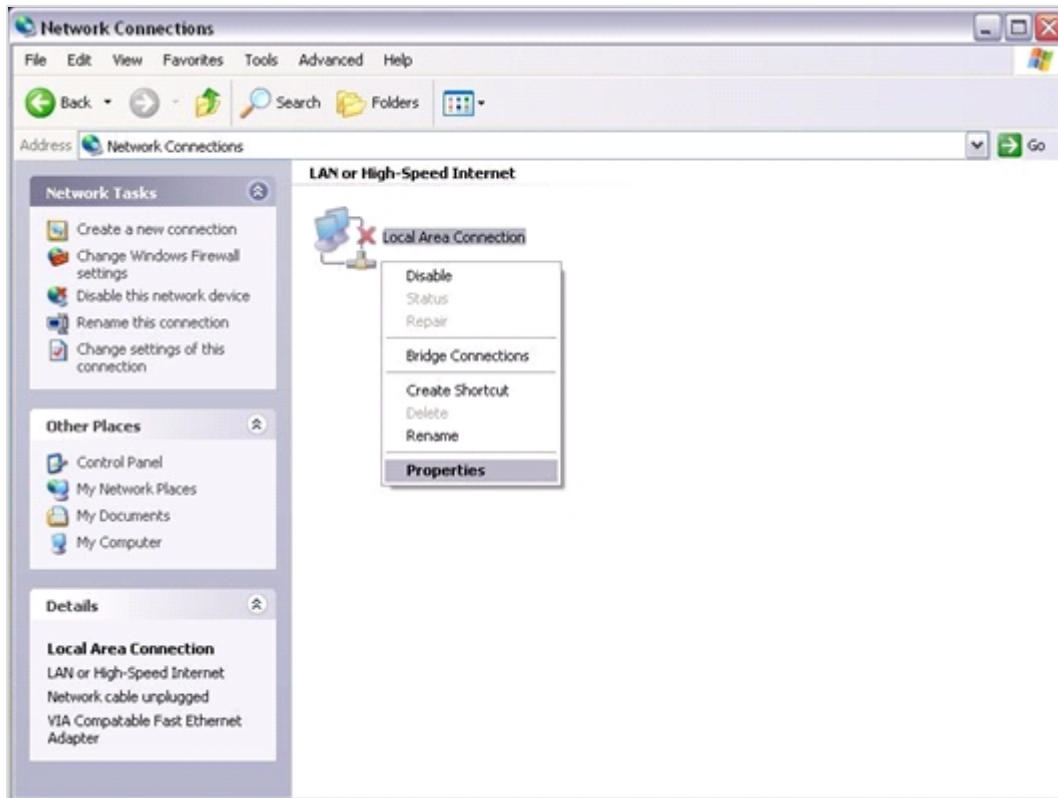 Network Connections
File Edit View Favorites Tools Advanced Help
Back Search Folders
Address Network Connections Go
Network Tasks
Create a new connection
Change Windows Firewall
settings
Disable this network device
Rename this connection
Change settings of this
connection
Other Places
Control Panel
My Network Places
My Documents
My Computer
Details
Local Area Connection
LAN or High-Speed Internet
Network cable unplugged
VIA Compatable Fast Ethernet
Adapter
LAN or High-Speed Internet
Local Area Connection
Disable
Status
Repair
Bridge Connections
Create Shortcut
Delete
Rename
Properties